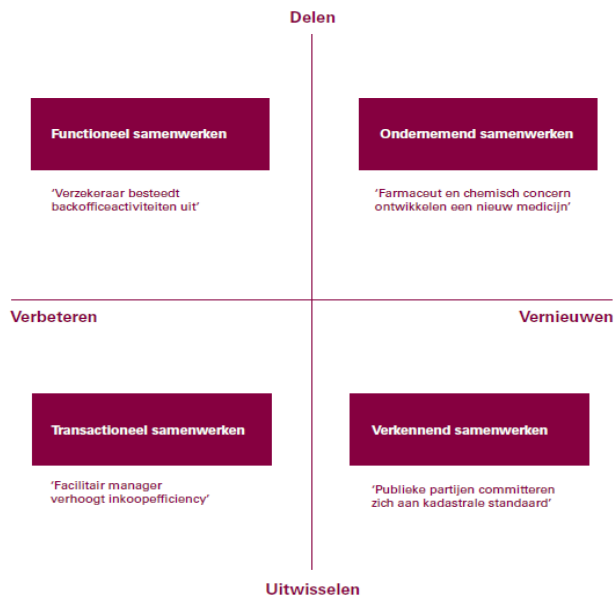 Delen
Functioneel samenwerken
Ondernemend samenwerken
'Verzekeraar besteedt
backofficeactiviteiten uit'
'Farmaceut en chemisch concern
ontwikkelen een nieuw medicijn'
Verbeteren
Vernieuwen
Transactioneel samenwerken
Verkennend samenwerken
'Facilitair manager
verhoogt inkoopefficiency'
'Publieke partijen committeren
zich aan kadastrale standaard'
Uitwisselen